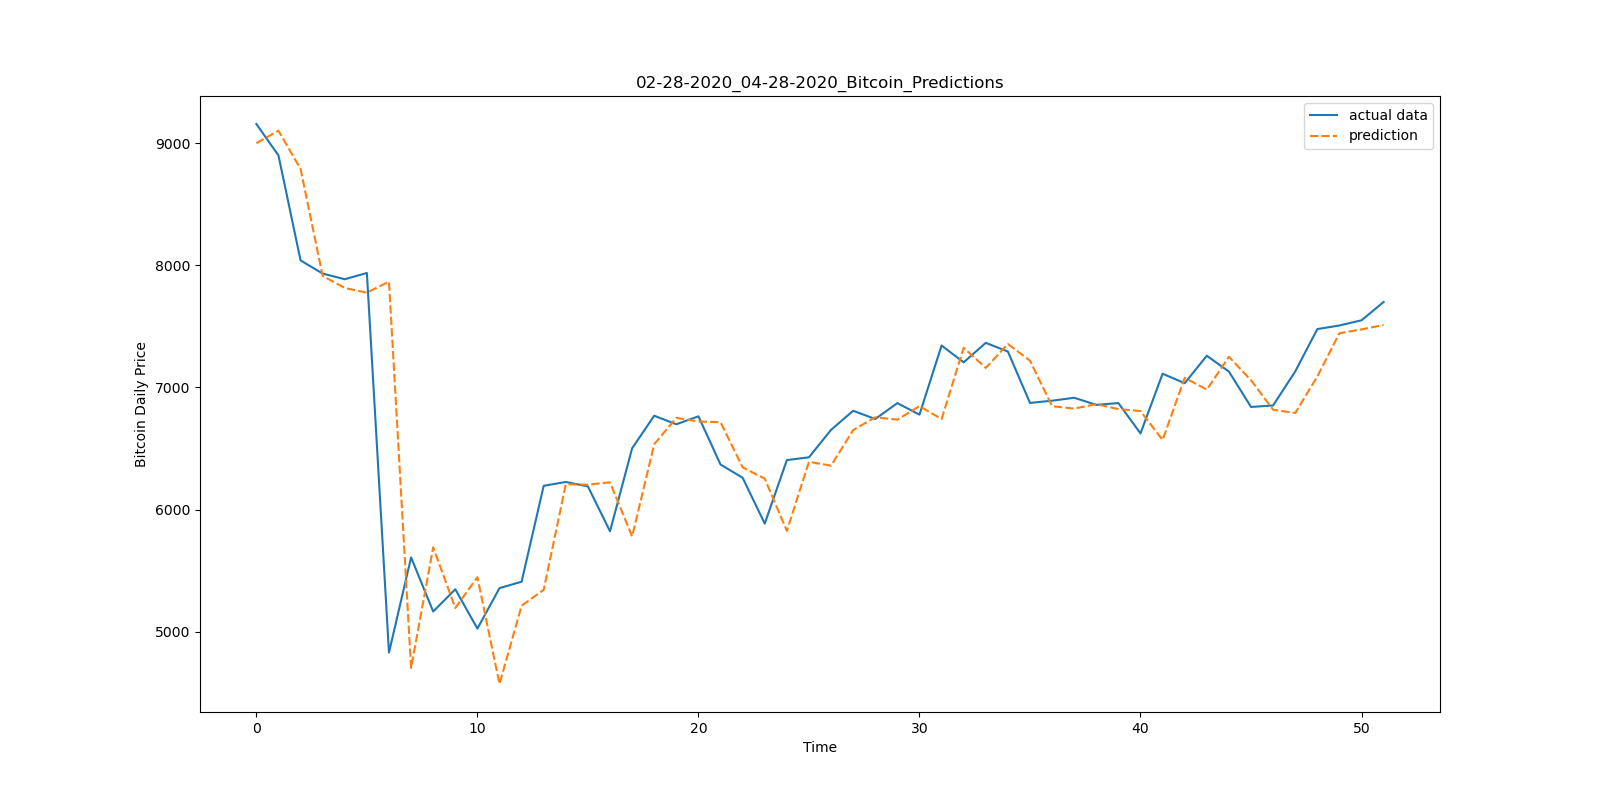 02-28-2020_04-28-2020_Bitcoin_Predictions
actual data
prediction
9000
8000
7000
6000
5000
Bitcoin Daily Price
0 10 20 30 40 50
Time